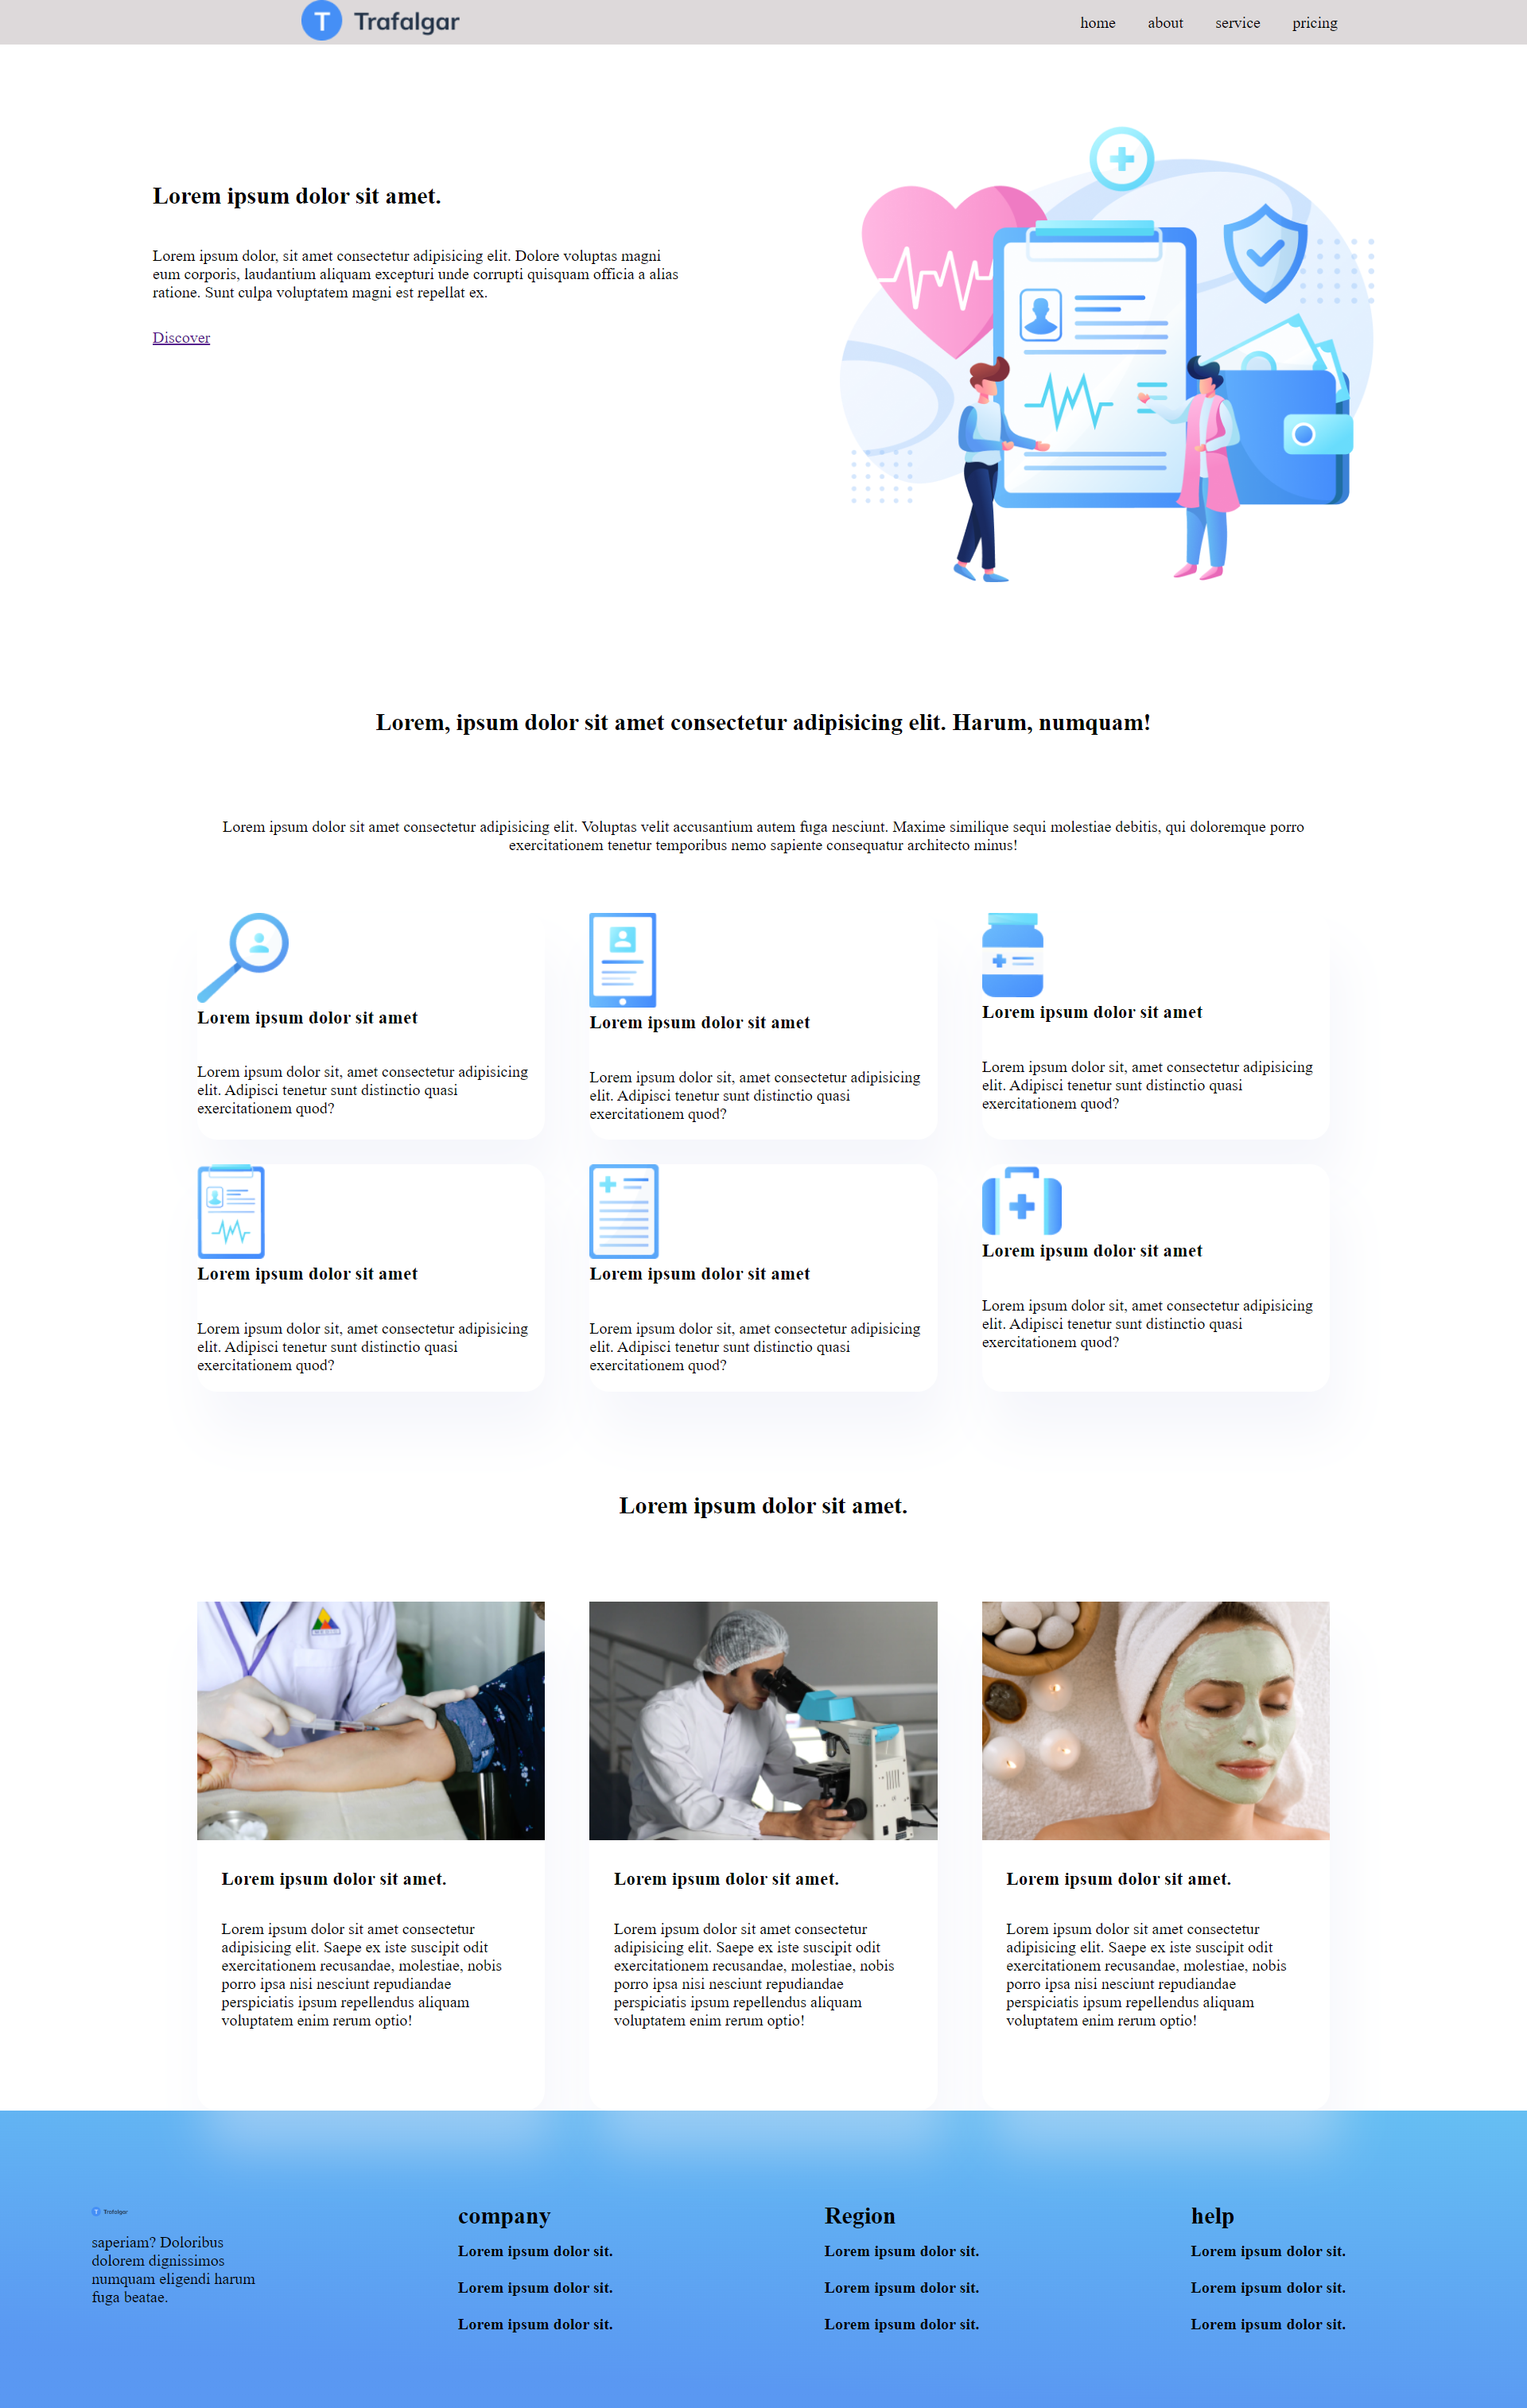 T Trafalgar
home about service pricing
Lorem ipsum dolor sit amet.
Lorem ipsum dolor, sit amet consectetur adipisicing elit. Dolore voluptas magni
eum corporis, laudantium aliquam excepturi unde corrupti quisquam officia a alias
ratione. Sunt culpa voluptatem magni est repellat ex.
Discover
Lorem, ipsum dolor sit amet consectetur adipisicing elit. Harum, numquam!
Lorem ipsum dolor sit amet consectetur adipisicing elit. Voluptas velit accusantium autem fuga nesciunt. Maxime similique sequi molestiae debitis, qui doloremque porro
exercitationem tenetur temporibus nemo sapiente consequatur architecto minus!
Lorem ipsum dolor sit amet
Lorem ipsum dolor sit, amet consectetur adipisicing
elit. Adipisci tenetur sunt distinctio quasi
exercitationem quod?
Lorem ipsum dolor sit amet
Lorem ipsum dolor sit, amet consectetur adipisicing
elit. Adipisci tenetur sunt distinctio quasi
exercitationem quod?
Lorem ipsum dolor sit amet
Lorem ipsum dolor sit, amet consectetur adipisicing
elit. Adipisci tenetur sunt distinctio quasi
exercitationem quod?
Lorem ipsum dolor sit amet
Lorem ipsum dolor sit, amet consectetur adipisicing
elit. Adipisci tenetur sunt distinctio quasi
exercitationem quod?
Lorem ipsum dolor sit amet
Lorem ipsum dolor sit, amet consectetur adipisicing
elit. Adipisci tenetur sunt distinctio quasi
exercitationem quod?
Lorem ipsum dolor sit amet
Lorem ipsum dolor sit, amet consectetur adipisicing
elit. Adipisci tenetur sunt distinctio quasi
exercitationem quod?
Lorem ipsum dolor sit amet.
Lorem ipsum dolor sit amet.
Lorem ipsum dolor sit amet consectetur
adipisicing elit. Saepe ex iste suscipit odit
exercitationem recusandae, molestiae, nobis
porro ipsa nisi nesciunt repudiandae
perspiciatis ipsum repellendus aliquam
voluptatem enim rerum optio!
Lorem ipsum dolor sit amet.
Lorem ipsum dolor sit amet consectetur
adipisicing elit. Saepe ex iste suscipit odit
exercitationem recusandae, molestiae, nobis
porro ipsa nisi nesciunt repudiandae
perspiciatis ipsum repellendus aliquam
voluptatem enim rerum optio!
Lorem ipsum dolor sit amet.
Lorem ipsum dolor sit amet consectetur
adipisicing elit. Saepe ex iste suscipit odit
exercitationem recusandae, molestiae, nobis
porro ipsa nisi nesciunt repudiandae
perspiciatis ipsum repellendus aliquam
voluptatem enim rerum optio!
T Trafalgar
saperiam? Doloribus
dolorem dignissimos
numquam eligendi harum
fuga beatae.
company
Lorem ipsum dolor sit.
Lorem ipsum dolor sit.
Lorem ipsum dolor sit.
Region
Lorem ipsum dolor sit.
Lorem ipsum dolor sit.
Lorem ipsum dolor sit.
help
Lorem ipsum dolor sit.
Lorem ipsum dolor sit.
Lorem ipsum dolor sit.